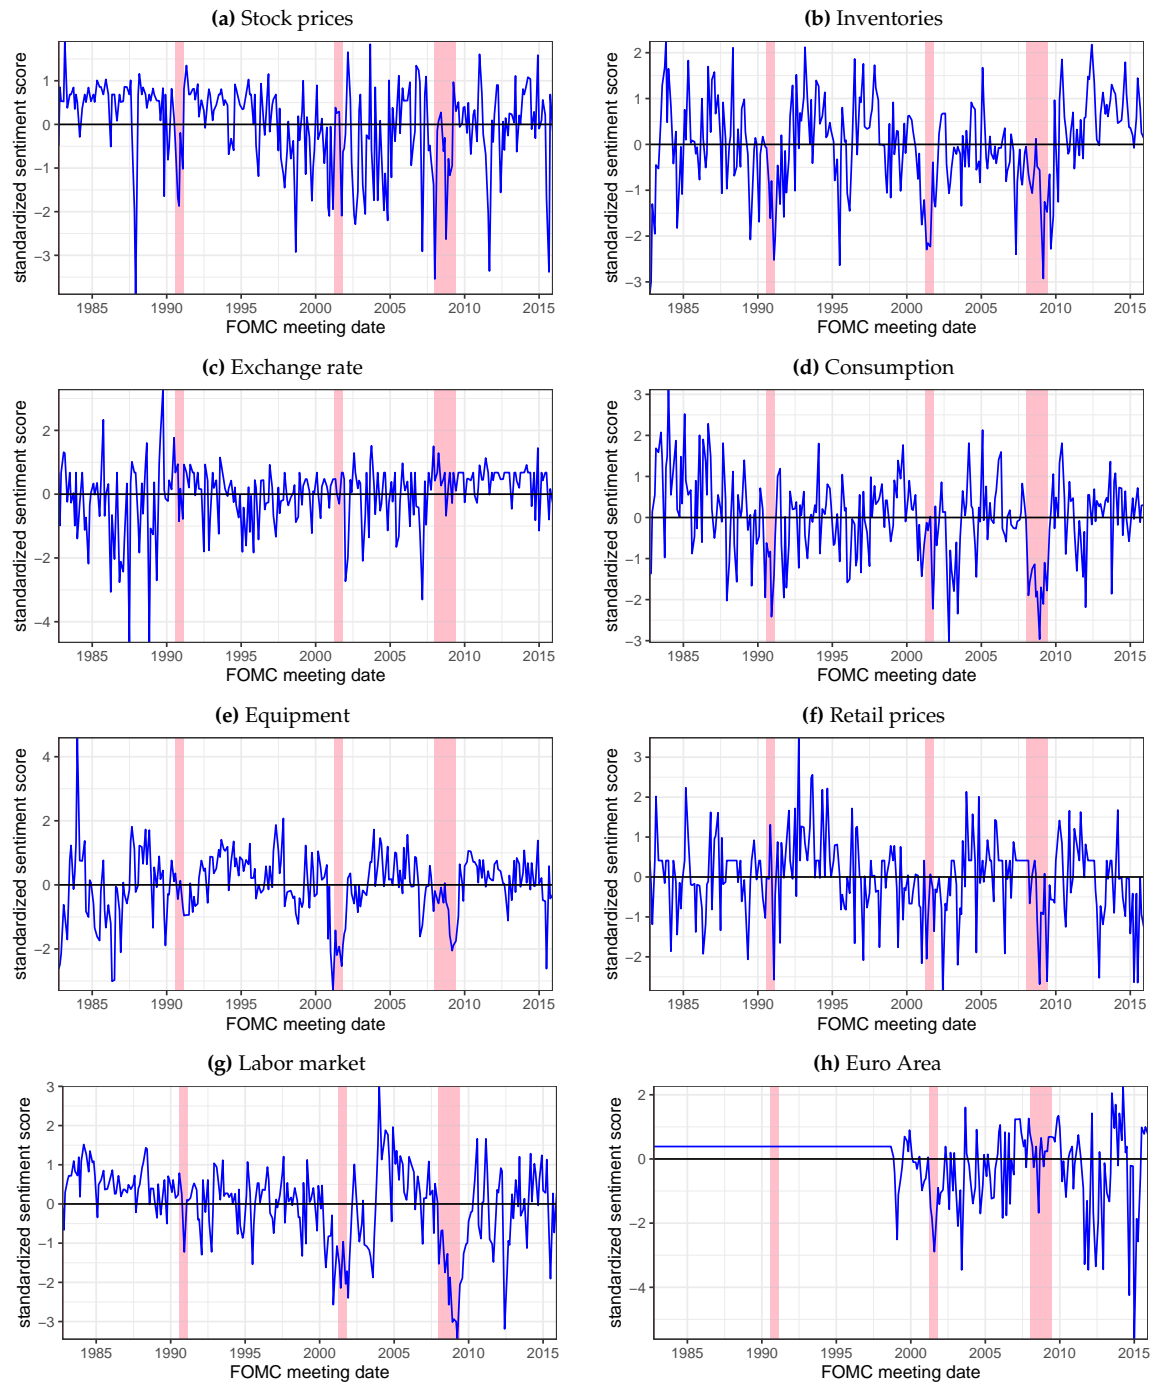 (a) Stock prices
standardized sentiment score
1
0
−1
−2
−3
1985 1990 1995 2000 2005 2010 2015
FOMC meeting date
(b) Inventories
standardized sentiment score
2
1
0
−1
−2
−3
1985 1990 1995 2000 2005 2010 2015
FOMC meeting date
(c) Exchange rate
standardized sentiment score
2
0
−2
−4
1985 1990 1995 2000 2005 2010 2015
FOMC meeting date
(d) Consumption
standardized sentiment score
3
2
1
0
−1
−2
−3
1985 1990 1995 2000 2005 2010 2015
FOMC meeting date
(e) Equipment
standardized sentiment score
4
2
0
−2
1985 1990 1995 2000 2005 2010 2015
FOMC meeting date
(f) Retail prices
standardized sentiment score
3
2
1
0
−1
−2
1985 1990 1995 2000 2005 2010 2015
FOMC meeting date
(g) Labor market
standardized sentiment score
3
2
1
0
−1
−2
−3
1985 1990 1995 2000 2005 2010 2015
FOMC meeting date
(h) Euro Area
standardized sentiment score
2
0
−2
−4
1985 1990 1995 2000 2005 2010 2015
FOMC meeting date